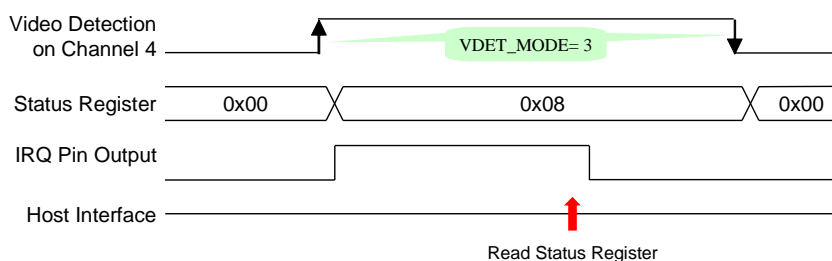 Video Detection
on Channel 4
VDET_MODE= 3
Status Register
0x00
0x08
0x00
IRQ Pin Output
Host Interface
Read Status Register